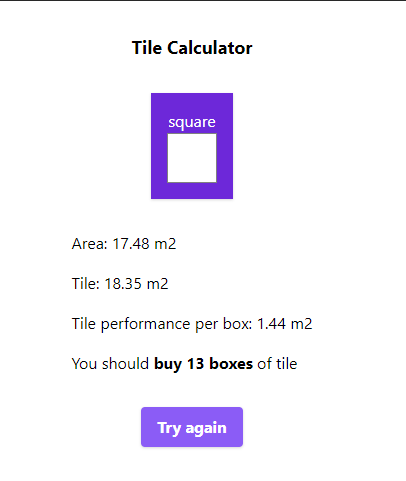 Tile Calculator
square
Area: 17.48 m2
Tile: 18.35 m2
Tile performance per box: 1.44 m2
You should buy 13 boxes of tile
Try again